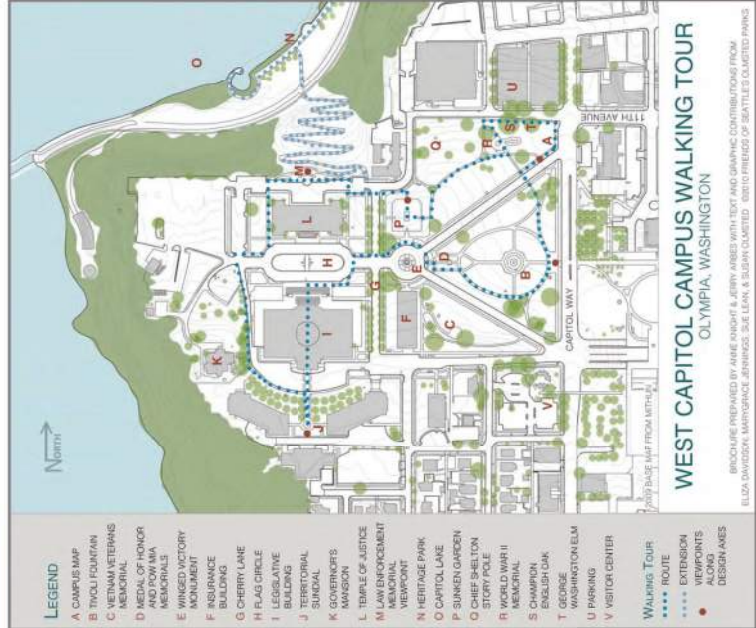 LEGEND
A CAMPUS MAP
B TIVOLI FOUNTAIN
C VIETNAM VETERANS
MEMORIAL
D MEDAL OF HONOR
AND POW MIA
MEMORIALS
E WINGED VICTORY
MONUMENT
F INSURANCE
BUILDING
G CHERRY LANE
H FLAG CIRCLE
I LEGISLATIVE
BUILDING
J TERRITORIAL
SUNDIAL
K GOVERNOR'S
MANSION
L TEMPLE OF JUSTICE
M LAW ENFORCEMENT
MEMORIAL
VIEWPOINT
N HERITAGE PARK
O CAPITOL LAKE
P SUNKEN GARDEN
Q CHIEF SHELTON
STORY POLE
R WORLD WAR II
MEMORIAL
S CHAMPION
ENGLISH OAK
T GEORGE
WASHINGTON ELM
U PARKING
V VISITOR CENTER
WALKING TOUR
ROUTE
EXTENSION
VIEWPOINTS
ALONG
DESIGN AXES
NORTH
O
N
K
M
L
J
I
H
P
Q
G
E
D
R
S
T
U
A
F
C
B
V
11TH AVENUE
CAPITOL WAY
2009 BASE MAP FROM MITHUN
WEST CAPITOL CAMPUS WALKING TOUR
OLYMPIA, WASHINGTON
BROCHURE PREPARED BY ANNE KNIGHT & JERRY ARBES WITH TEXT AND GRAPHIC CONTRIBUTIONS FROM
ELIZA DAVIDSON, MARYGRACE JENNINGS, SUE LEAN, & SUSAN OLMSTED ©2010 FRIENDS OF SEATTLE'S OLMSTED PARKS